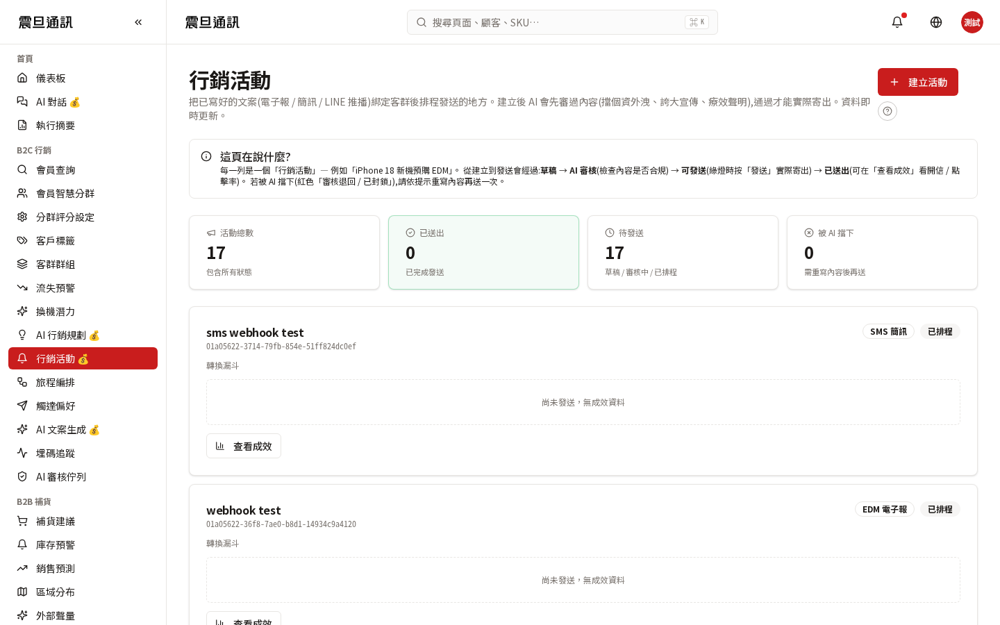 震旦通訊
震旦通訊
搜尋頁面、顧客、SKU…
⌘ K
測試
首頁
儀表板
AI 對話 💰
執行摘要
B2C 行銷
會員查詢
會員智慧分群
分群評分設定
客戶標籤
客群群組
流失預警
換機潛力
AI 行銷規劃 💰
行銷活動 💰
旅程編排
觸達偏好
AI 文案生成 💰
埋碼追蹤
AI 審核佇列
B2B 補貨
補貨建議
庫存預警
銷售預測
區域分布
外部聲量
行銷活動
把已寫好的文案(電子報 / 簡訊 / LINE 推播)綁定客群後排程發送的地方。建立後 AI 會先審過內容(擋個資外洩、誇大宣傳、療效聲明),通過才能實際寄出。資料即
時更新。
建立活動
這頁在說什麼?
每一列是一個「行銷活動」— 例如「iPhone 18 新機預購 EDM」。 從建立到發送會經過:草稿 → AI 審核(檢查內容是否合規) → 可發送(綠燈時按「發送」實際寄出) → 已送出(可在「查看成效」看開信 / 點
擊率)。 若被 AI 擋下(紅色「審核退回 / 已封鎖」),請依提示重寫內容再送一次。
活動總數
17
包含所有狀態
已送出
0
已完成發送
待發送
17
草稿 / 審核中 / 已排程
被 AI 擋下
0
需重寫內容後再送
sms webhook test
01a05622-3714-79fb-854e-51ff824dc0ef
SMS 簡訊
已排程
轉換漏斗
尚未發送，無成效資料
查看成效
webhook test
01a05622-36f8-7ae0-b8d1-14934c9a4120
EDM 電子報
已排程
轉換漏斗
尚未發送，無成效資料
查看成效